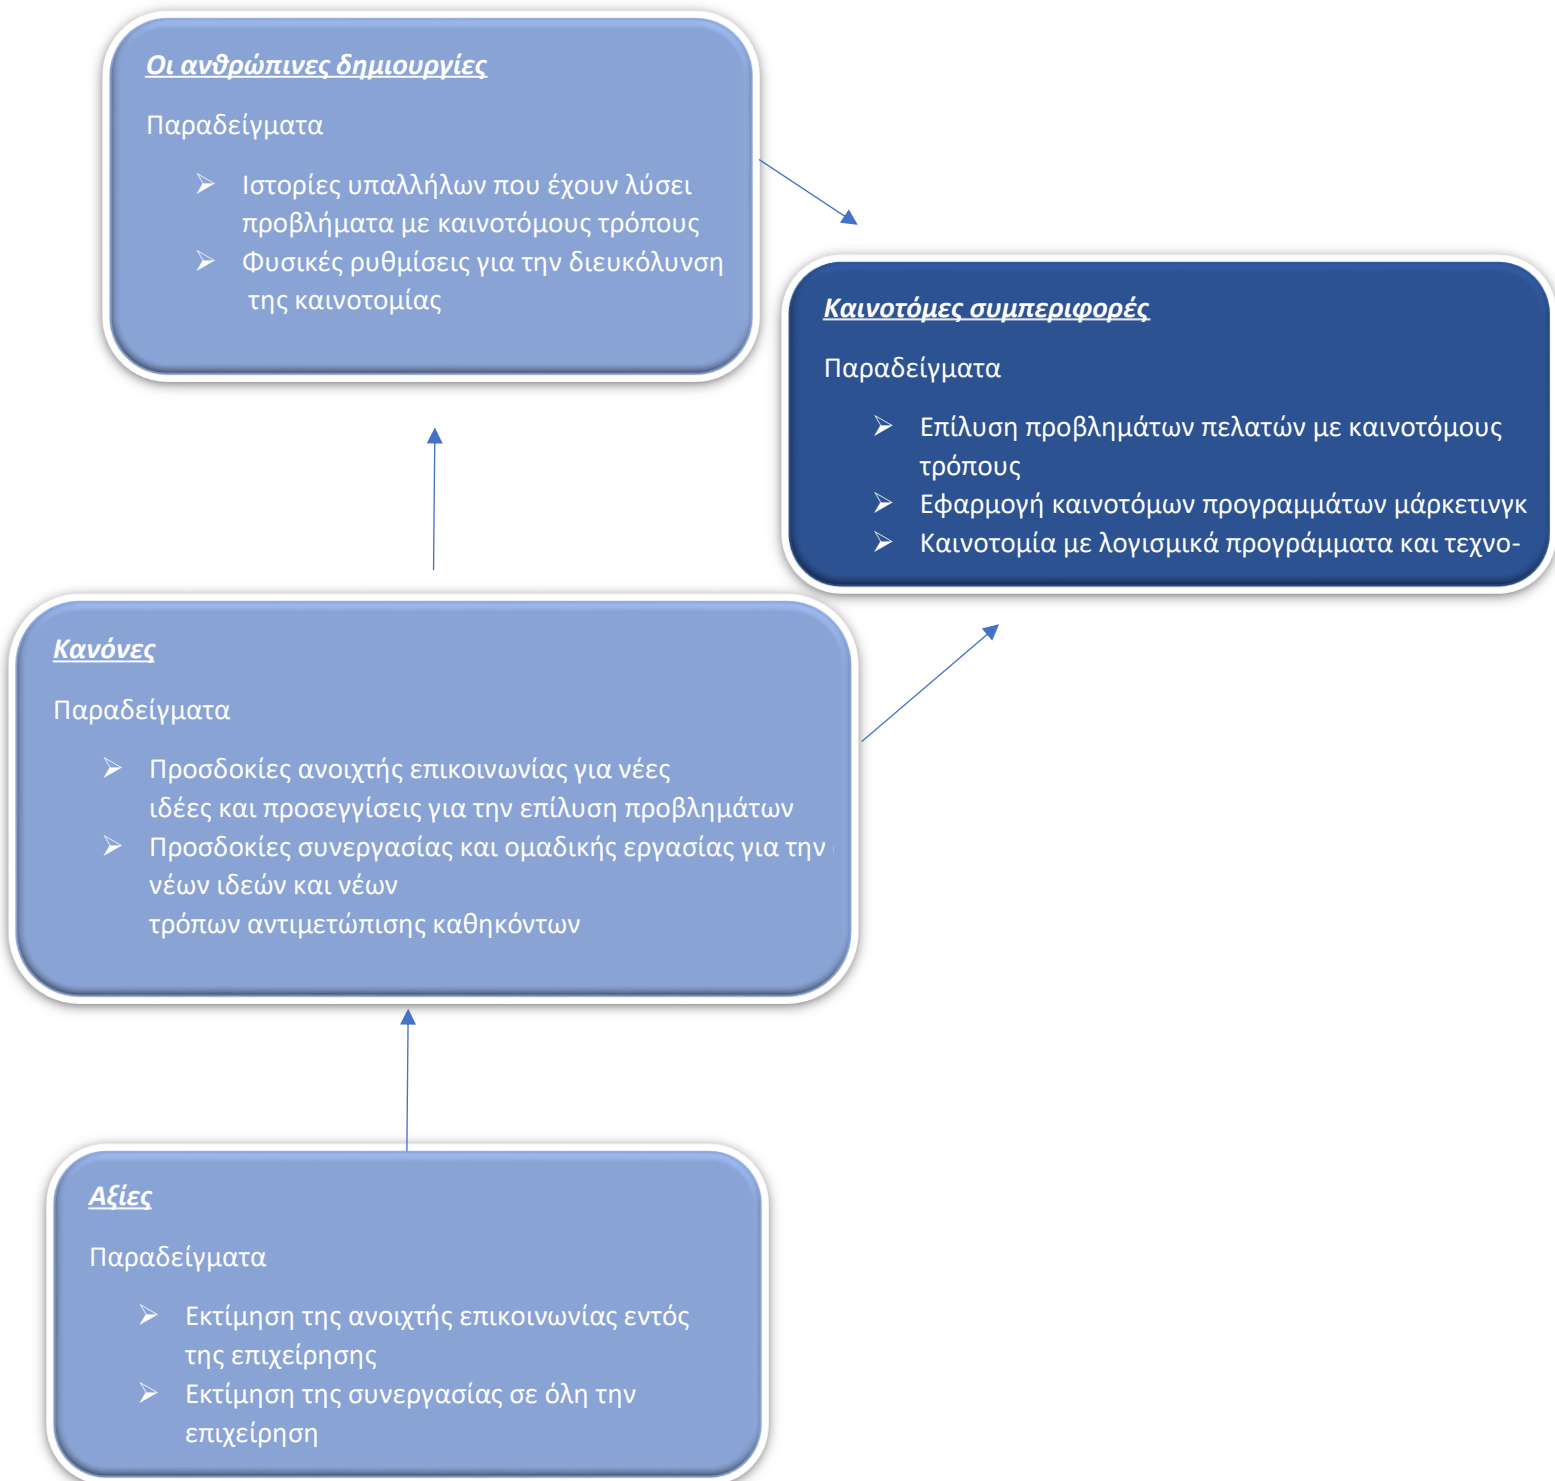 Οι ανθρώπινες δημιουργίες
Παραδείγματα
➢ Ιστορίες υπαλλήλων που έχουν λύσει
προβλήματα με καινοτόμους τρόπους
➢ Φυσικές ρυθμίσεις για την διευκόλυνση
της καινοτομίας
Καινοτόμες συμπεριφορές
Παραδείγματα
➢ Επίλυση προβλημάτων πελατών με καινοτόμους
τρόπους
➢ Εφαρμογή καινοτόμων προγραμμάτων μάρκετινγκ
➢ Καινοτομία με λογισμικά προγράμματα και τεχνο-
Κανόνες
Παραδείγματα
➢ Προσδοκίες ανοιχτής επικοινωνίας για νέες
ιδέες και προσεγγίσεις για την επίλυση προβλημάτων
➢ Προσδοκίες συνεργασίας και ομαδικής εργασίας για την
νέων ιδεών και νέων
τρόπων αντιμετώπισης καθηκόντων
Αξίες
Παραδείγματα
➢ Εκτίμηση της ανοιχτής επικοινωνίας εντός
της επιχείρησης
➢ Εκτίμηση της συνεργασίας σε όλη την
επιχείρηση